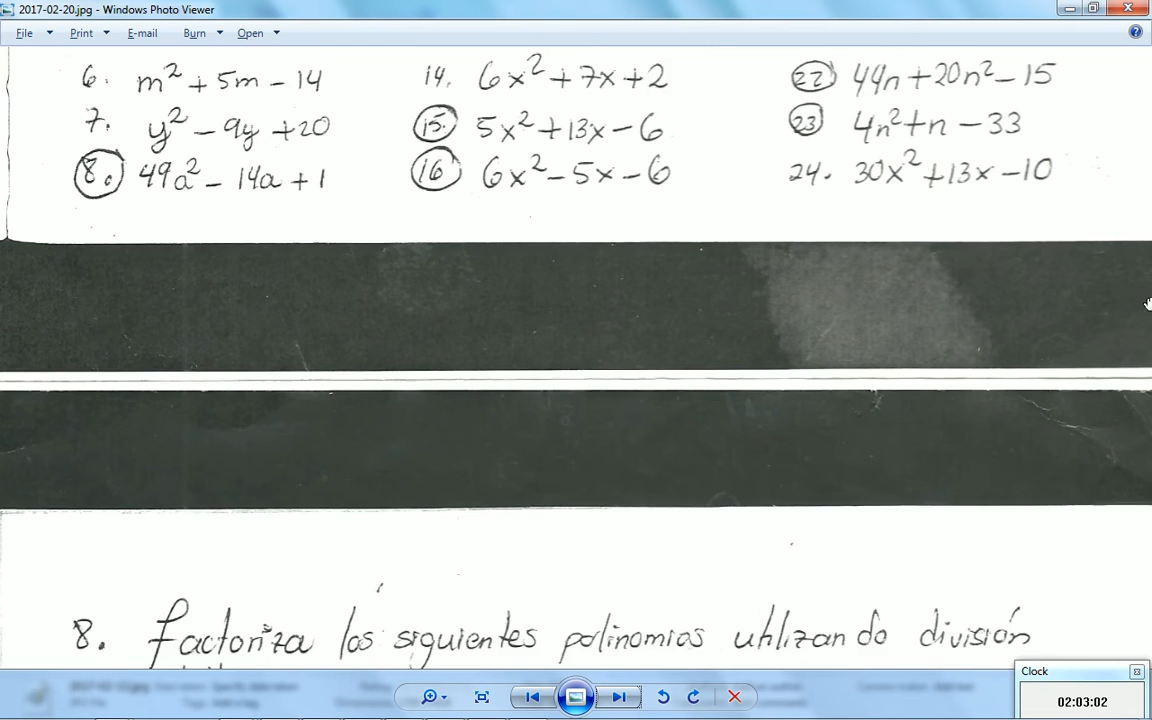 2017-02-20.jpg - Windows Photo Viewer
File Print E-mail Burn Open
6. m² + 5m - 14
7. y² - 9y + 20
8. 49a² - 14a + 1
14. 6x² + 7x + 2
15. 5x² + 13x - 6
16 6x² - 5x - 6
22 44n + 20n² - 15
23 4n² + n - 33
24. 30x² + 13x - 10
8. factoriza los siguientes polinomios utilizando división
Clock
02:03:02